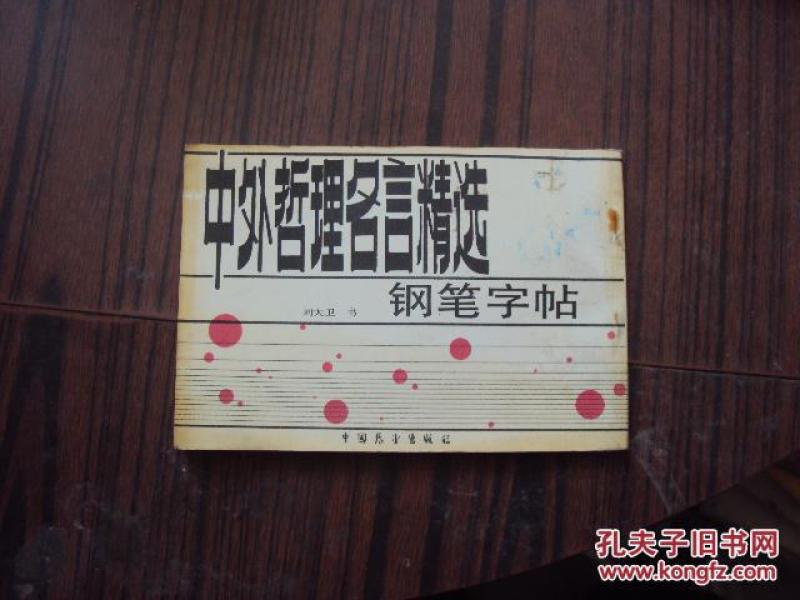 中外哲理名言精选
钢笔字帖
刘大卫 书
孔夫子旧书网
www.kongfz.com